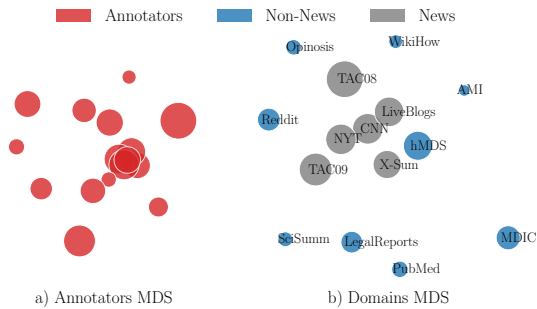 Annotators Non-News News
Opinosis
WikiHow
TAC08
AMI
LiveBlogs
Reddit
CNN
NYT
hMDS
TAC09
X-Sum
SciSumm
LegalReports
MDIC
PubMed
a) Annotators MDS
b) Domains MDS